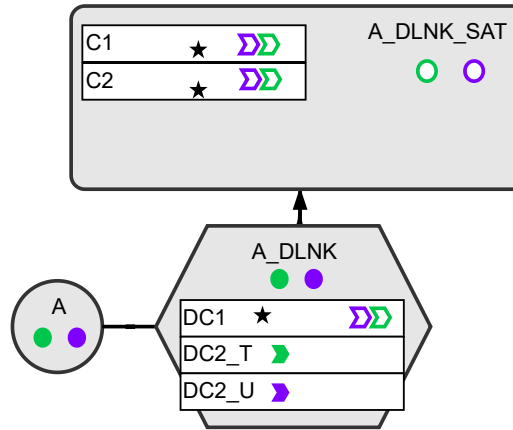 C1
A_DLNK_SAT
C2
A_DLNK
A
DC1
DC2_T
DC2_U